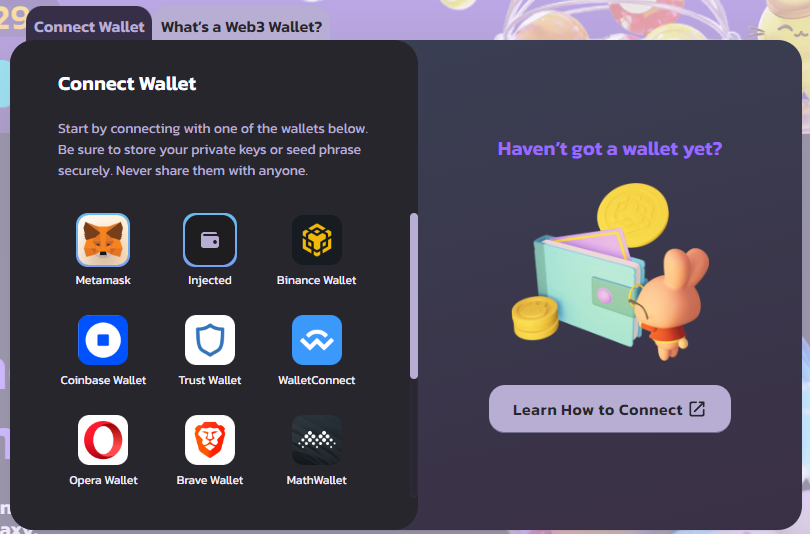 29
Connect Wallet
What's a Web3 Wallet?
Connect Wallet
Start by connecting with one of the wallets below.
Be sure to store your private keys or seed phrase
securely. Never share them with anyone.
Metamask
Injected
Binance Wallet
Coinbase Wallet
Trust Wallet
WalletConnect
Opera Wallet
Brave Wallet
MathWallet
Haven't got a wallet yet?
Learn How to Connect